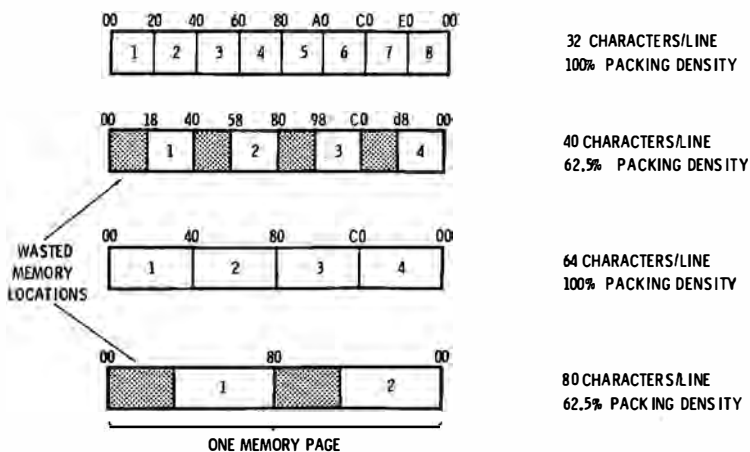 00 20 40 60 80 A0 C0 E0 00
1 2 3 4 5 6 7 8
32 CHARACTERS/LINE
100% PACKING DENSITY
00 18 40 58 80 98 C0 d8 00
1 2 3 4
40 CHARACTERS/LINE
62.5% PACKING DENSITY
WASTED
MEMORY
LOCATIONS
00 40 80 C0 00
1 2 3 4
64 CHARACTERS/LINE
100% PACKING DENSITY
00 80 00
1 2
80 CHARACTERS/LINE
62.5% PACKING DENSITY
ONE MEMORY PAGE